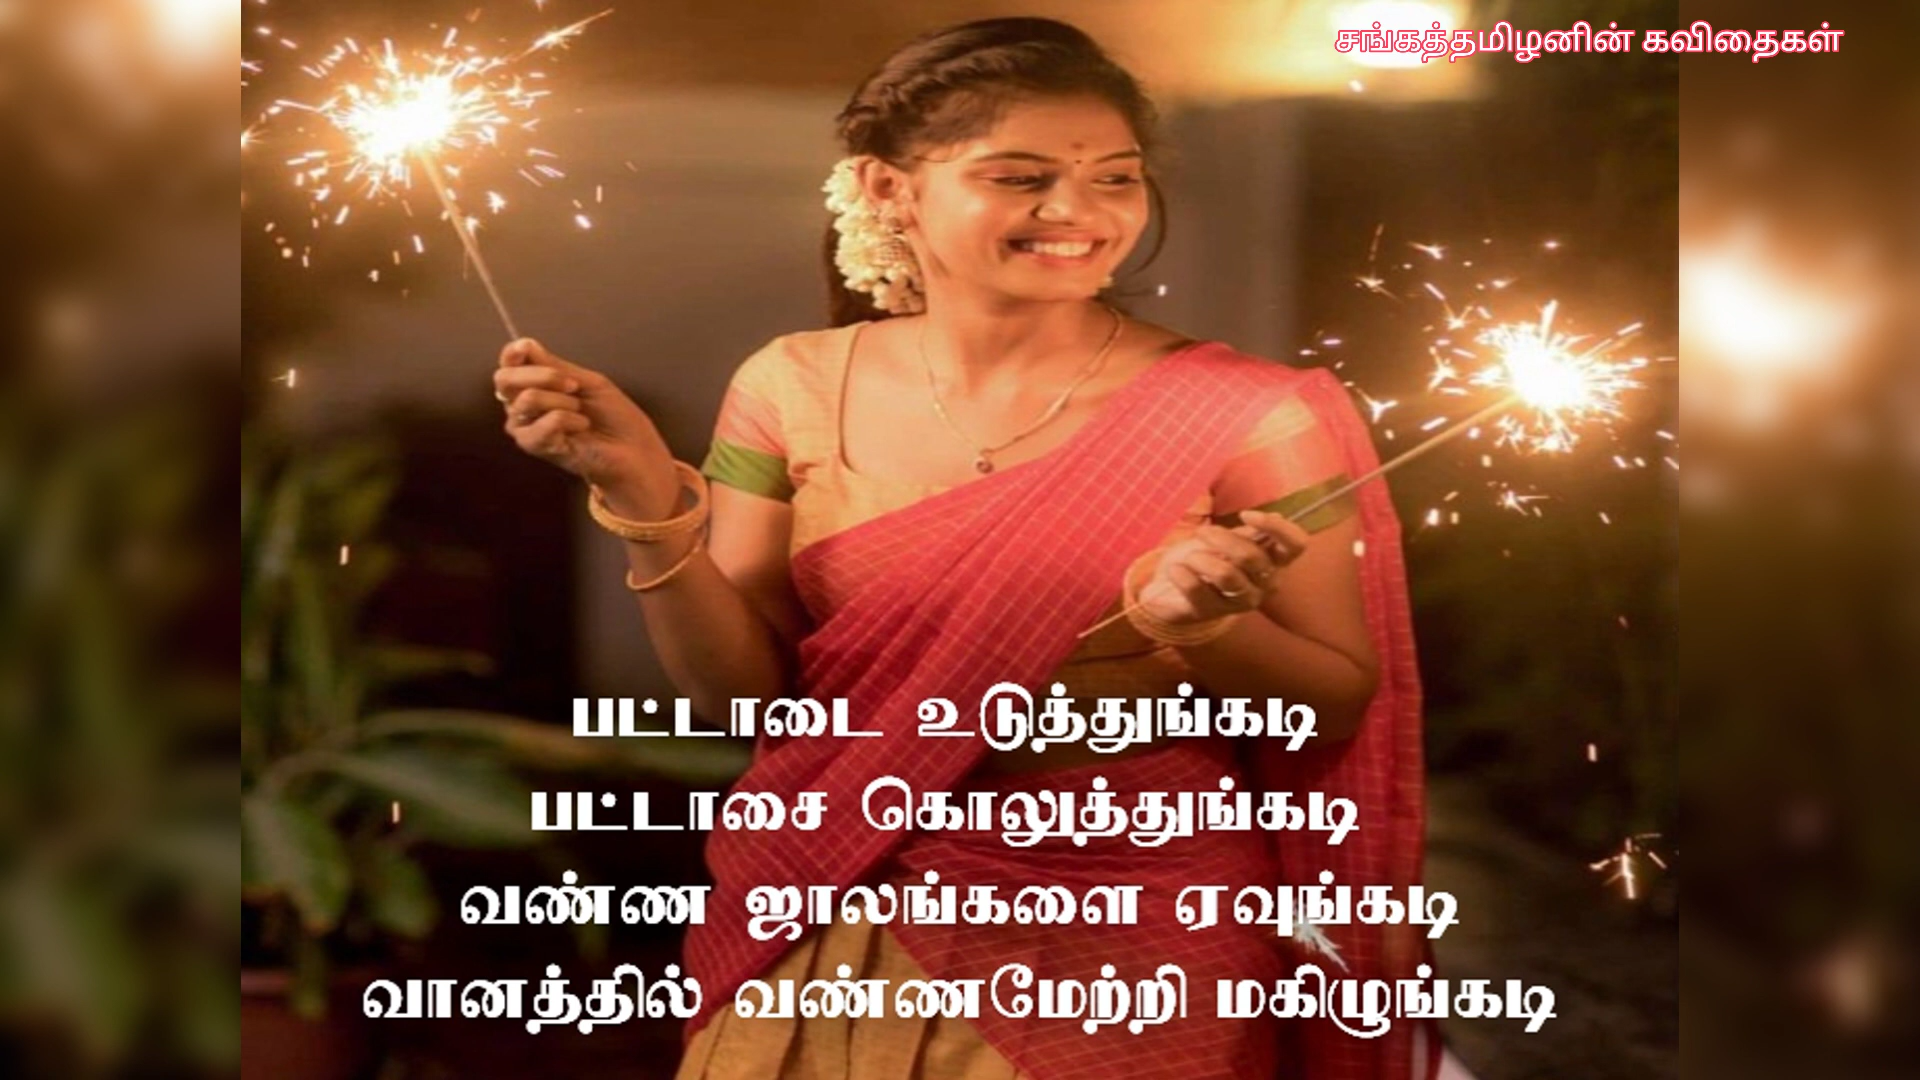 சங்கத்தமிழனின் கவிதைகள்
பட்டாடை உடுத்துங்கடி
பட்டாசை கொலுத்துங்கடி
வண்ண ஜாலங்களை ஏவுங்கடி
வானத்தில் வண்ணமேற்றி மகிழுங்கடி